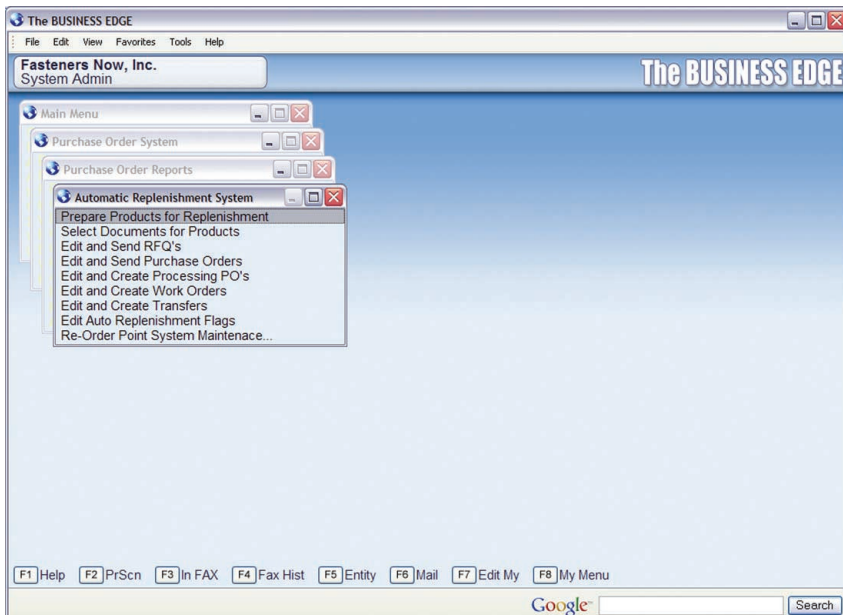 The BUSINESS EDGE
File Edit View Favorites Tools Help
Fasteners Now, Inc.
System Admin
The BUSINESS EDGE
Main Menu
Purchase Order System
Purchase Order Reports
Automatic Replenishment System
Prepare Products for Replenishment
Select Documents for Products
Edit and Send RFQ's
Edit and Send Purchase Orders
Edit and Create Processing PO's
Edit and Create Work Orders
Edit and Create Transfers
Edit Auto Replenishment Flags
Re-Order Point System Maintenace...
F1 Help F2 PrScn F3 In FAX F4 Fax Hist F5 Entity F6 Mail F7 Edit My F8 My Menu
Google™ Search